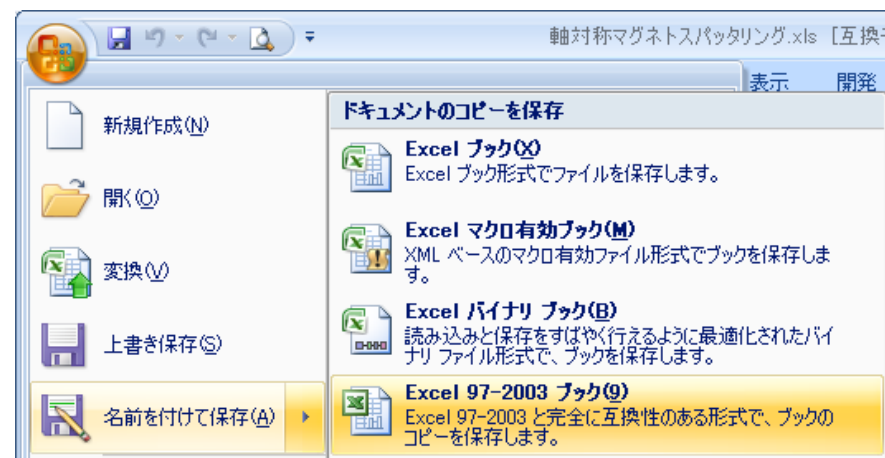 軸対称マグネトスパッタリング.xls [互換モ
表示 開発
新規作成(N)
開く(O)
変換(V)
上書き保存(S)
名前を付けて保存(A)
ドキュメントのコピーを保存
Excel ブック(X)
Excel ブック形式でファイルを保存します。
Excel マクロ有効ブック(M)
XML ベースのマクロ有効ファイル形式でブックを保存しま
す。
Excel バイナリ ブック(B)
読み込みと保存をすばやく行えるように最適化されたバイ
ナリ ファイル形式で、ブックを保存します。
Excel 97-2003 ブック(9)
Excel 97-2003 と完全に互換性のある形式で、ブックの
コピーを保存します。